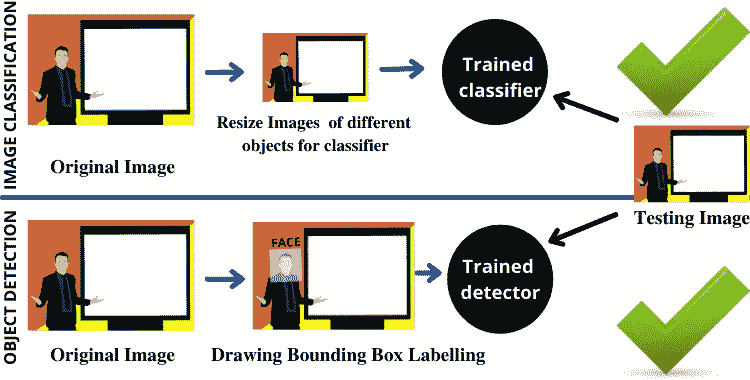 IMAGE CLASSIFICATION
Original Image
Resize Images of different
objects for classifier
Trained
classifier
Testing Image
OBJECT DETECTION
Original Image
FACE
Drawing Bounding Box Labelling
Trained
detector